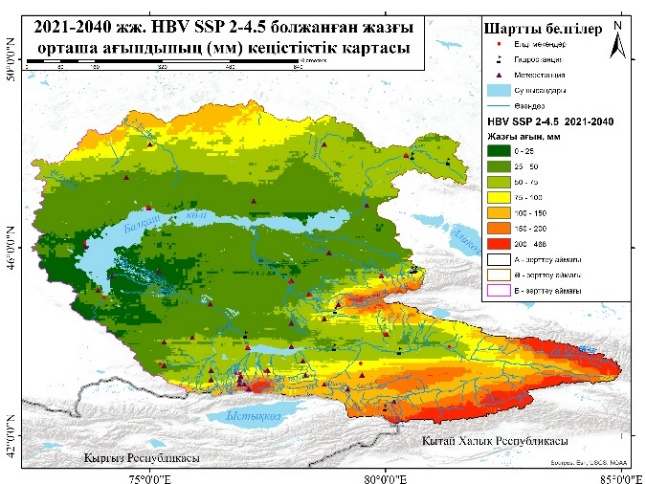 2021-2040 жж. HBV SSP 2-4.5 болжанған жазғы
орташа ағындының (мм) кеңістіктік картасы
Шартты белгілер
N
Елді мекендер
Гидростанция
Метеостанция
Су нысандары
Өзендер
HBV SSP 2-4.5 2021-2040
Жазғы ағын, мм
0 - 25
25 - 50
50 - 75
75 - 100
100 - 150
150 - 200
200 - 486
А - зерттеу аймағы
Ә - зерттеу аймағы
Б - зерттеу аймағы
50°0'0"N
46°0'0"N
42°0'0"N
Балқаш көлі
Алакөл
Ыстықкөл
Қырғыз Республикасы
Қытай Халық Республикасы
Sources: Esri, USGS, NOAA
75°0'0"E
80°0'0"E
85°0'0"E